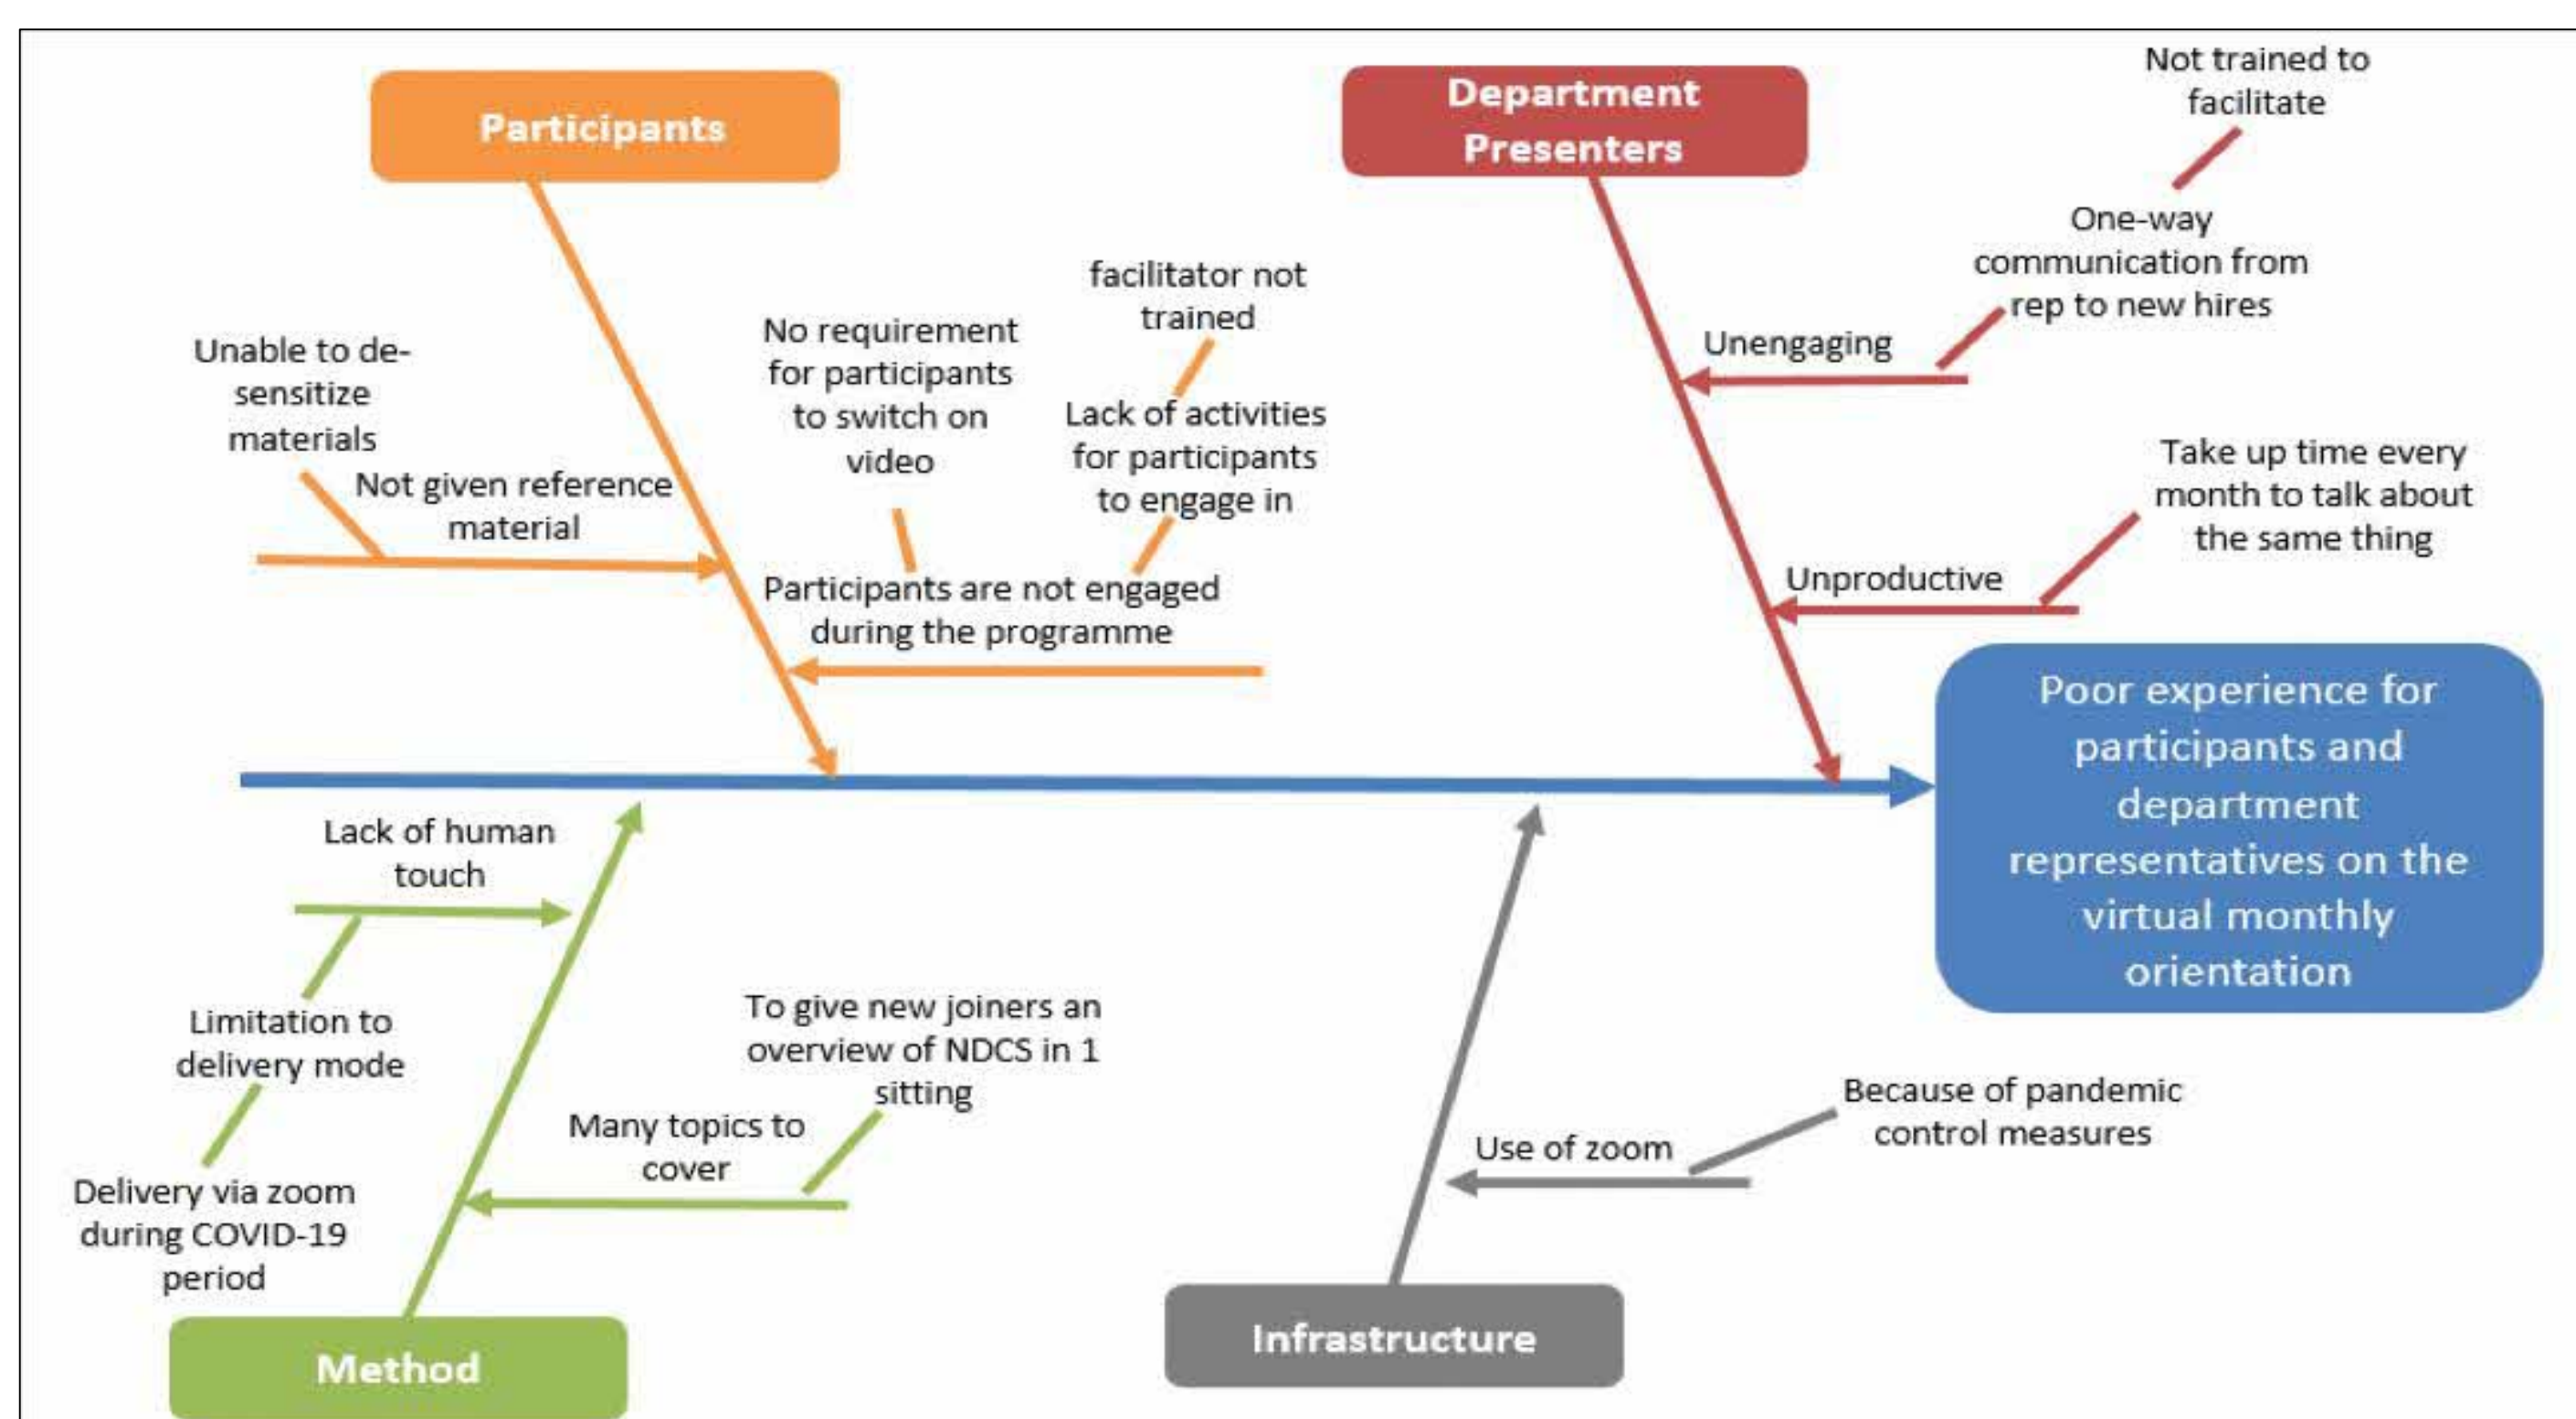 Participants
Department
Presenters
Not trained to
facilitate
One-way
communication from
rep to new hires
Unengaging
facilitator not
trained
No requirement
for participants
to switch on
video
Lack of activities
for participants
to engage in
Unable to de-
sensitize
materials
Not given reference
material
Participants are not engaged
during the programme
Take up time every
month to talk about
the same thing
Unproductive
Poor experience for
participants and
department
representatives on the
virtual monthly
orientation
Lack of human
touch
Limitation to
delivery mode
Delivery via zoom
during COVID-19
period
To give new joiners an
overview of NDCS in 1
sitting
Many topics to
cover
Method
Because of pandemic
control measures
Use of zoom
Infrastructure